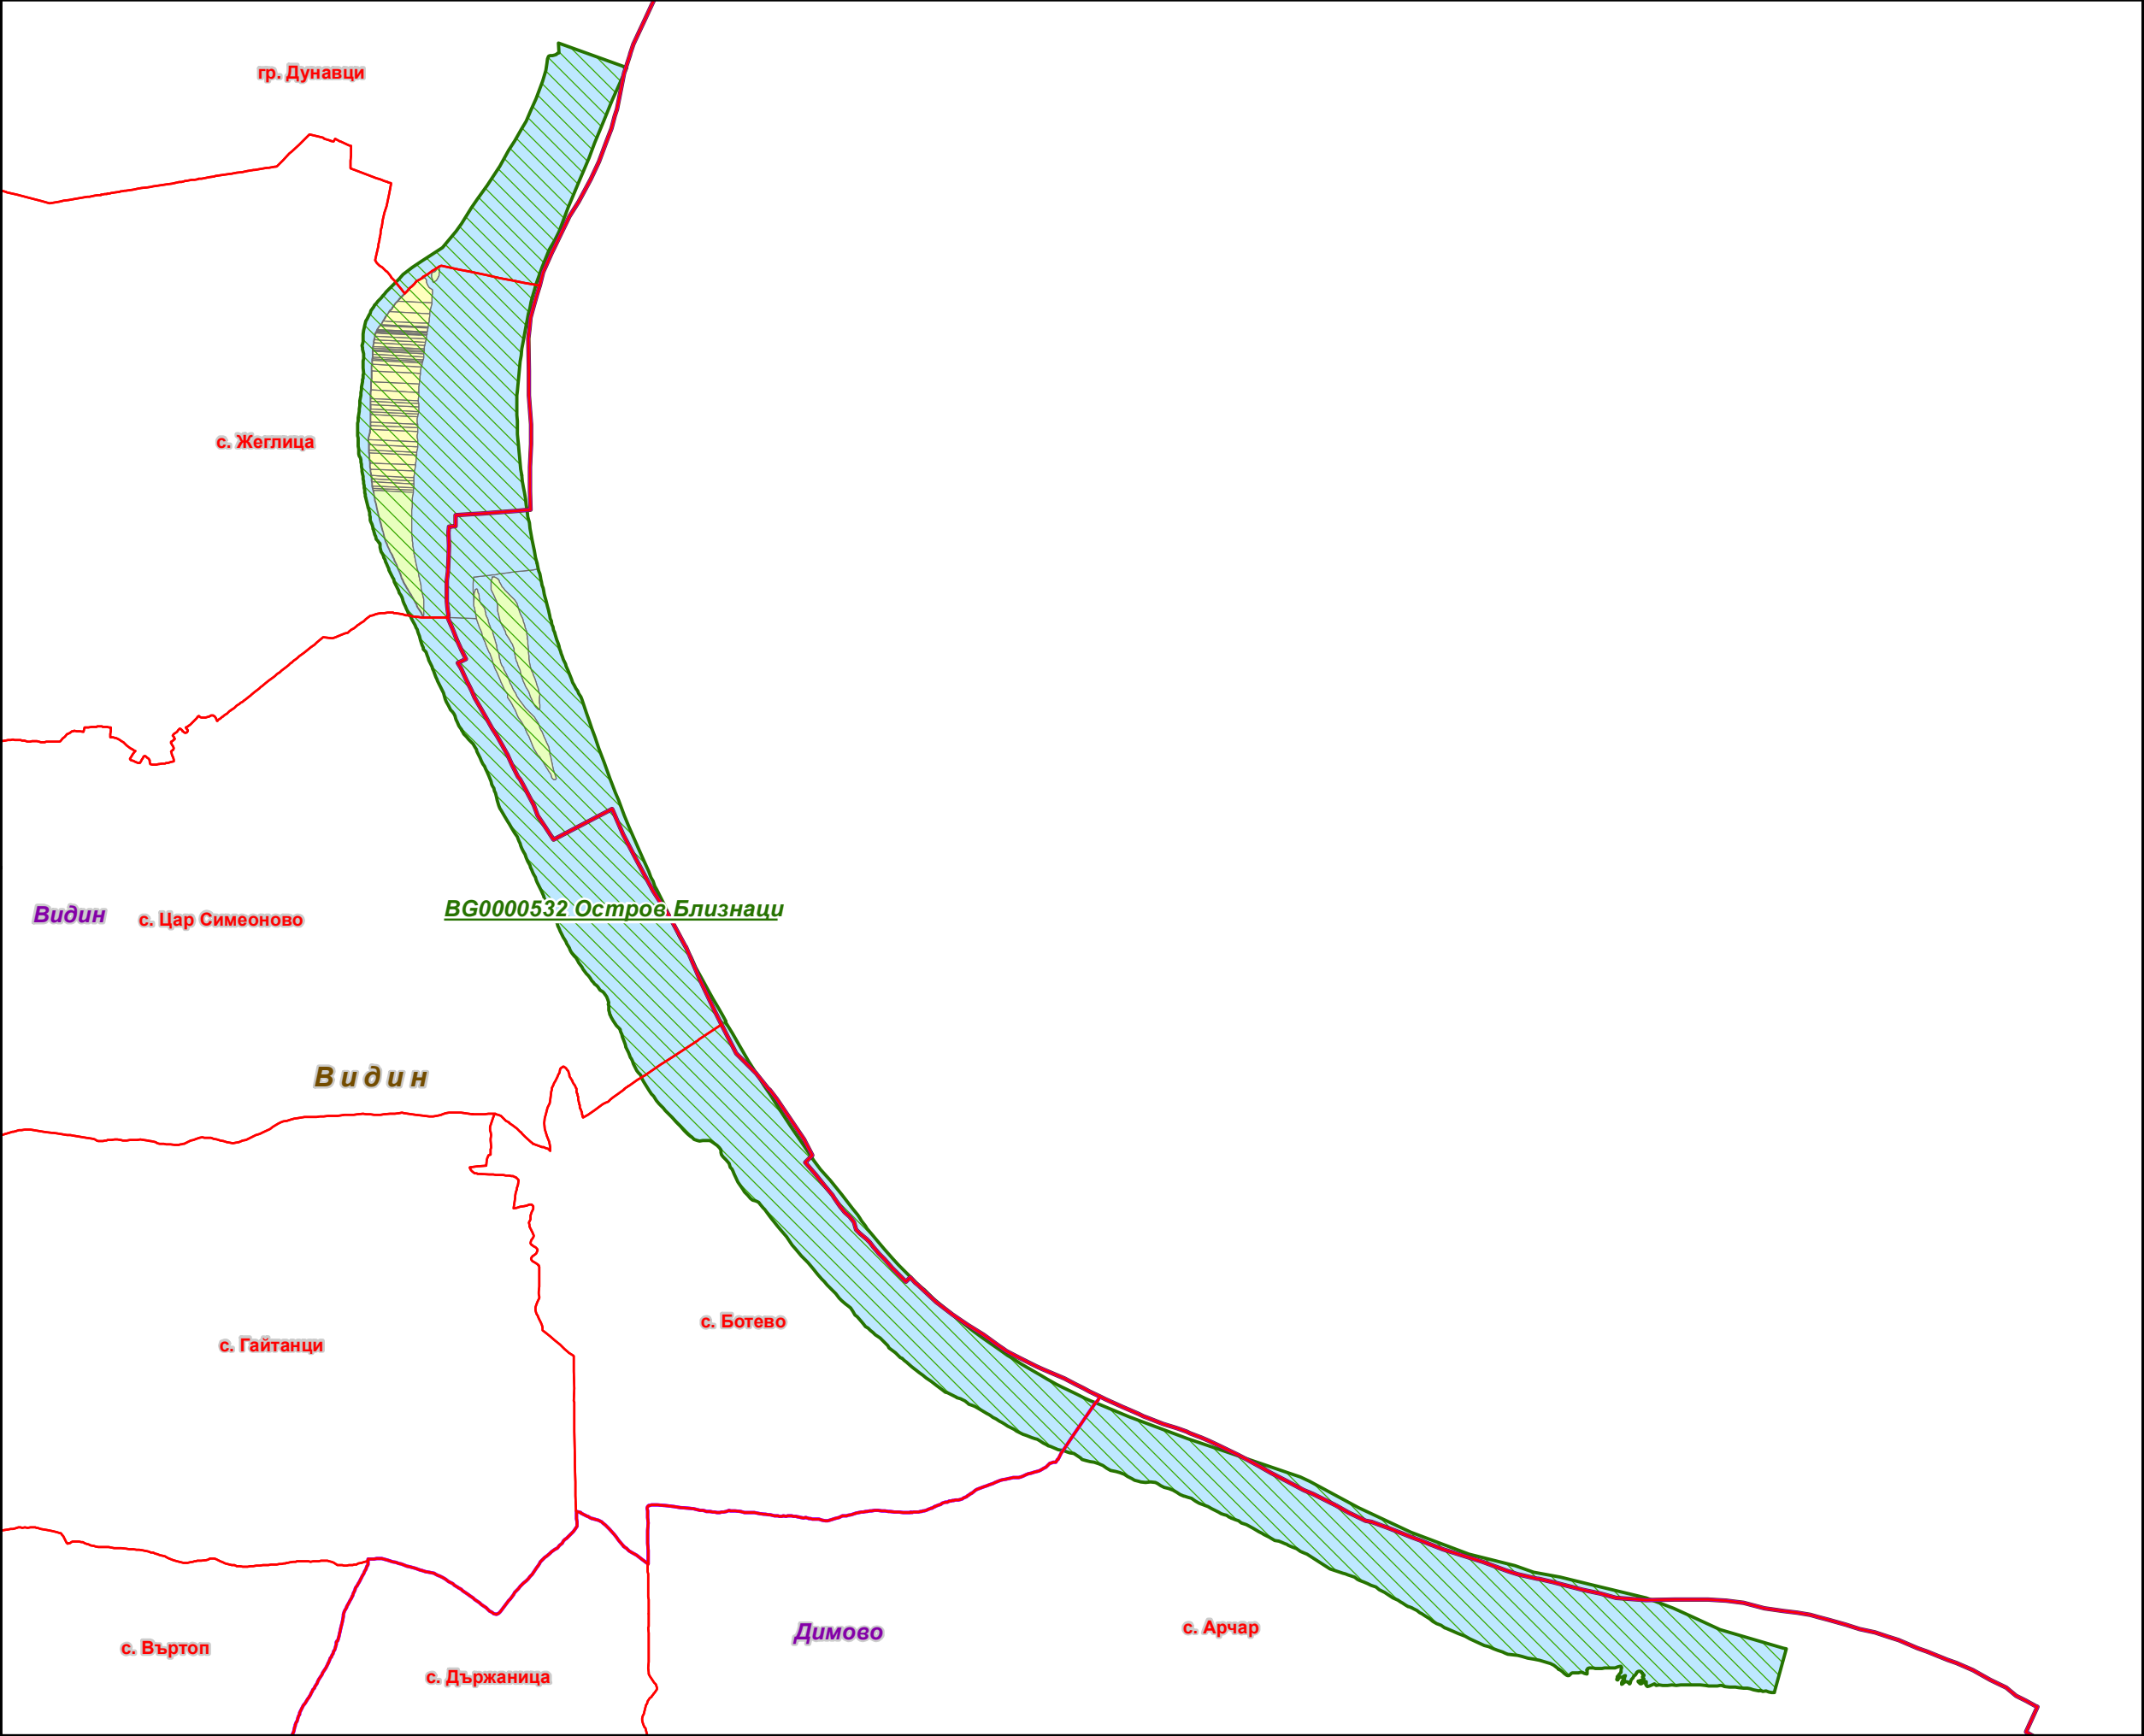 гр. Дунавци
с. Жеглица
BG0000532 Остров Близнаци
Видин
с. Цар Симеоново
Видин
с. Ботево
с. Гайтанци
с. Арчар
Димово
с. Въртоп
с. Държаница